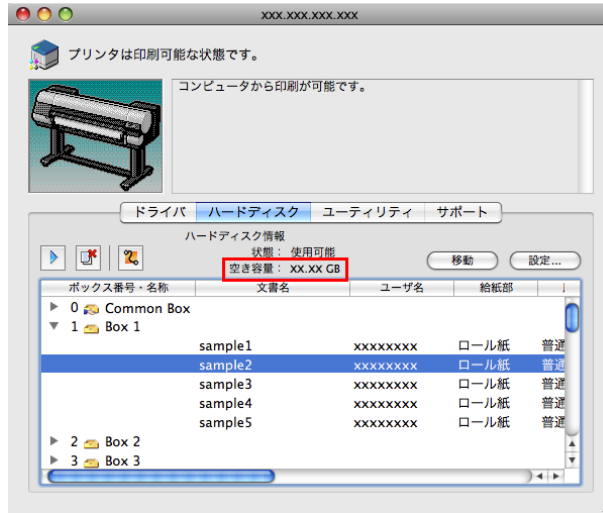 xxx.xxx.xxx.xxx
プリンタは印刷可能な状態です。
コンピュータから印刷が可能です。
ドライバ ハードディスク ユーティリティ サポート
ハードディスク情報
状態： 使用可能
空き容量： xx.xx GB
移動 設定...
ボックス番号・名称 文書名 ユーザ名 給紙部
0 Common Box
1 Box 1
sample1 xxxxxxxx ロール紙 普通
sample2 xxxxxxxx ロール紙 普通
sample3 xxxxxxxx ロール紙 普通
sample4 xxxxxxxx ロール紙 普通
sample5 xxxxxxxx ロール紙 普通
2 Box 2
3 Box 3